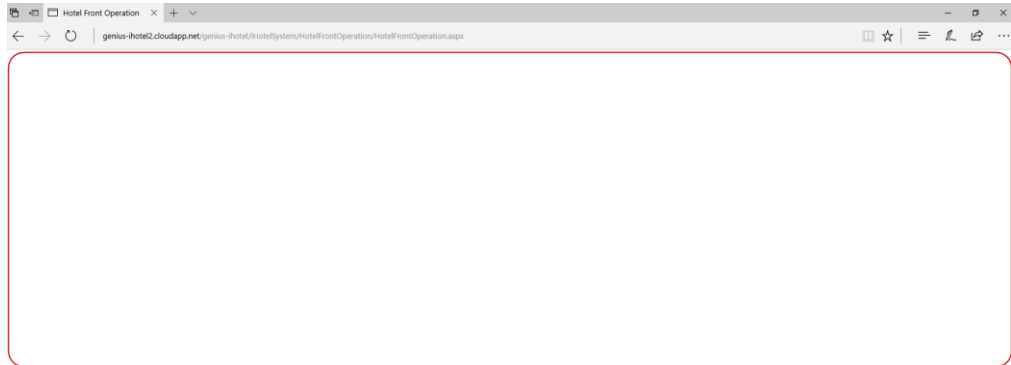 Hotel Front Operation
genius-ihotel2.cloudapp.net/genius-ihotel/iHotelSystem/HotelFrontOperation/HotelFrontOperation.aspx